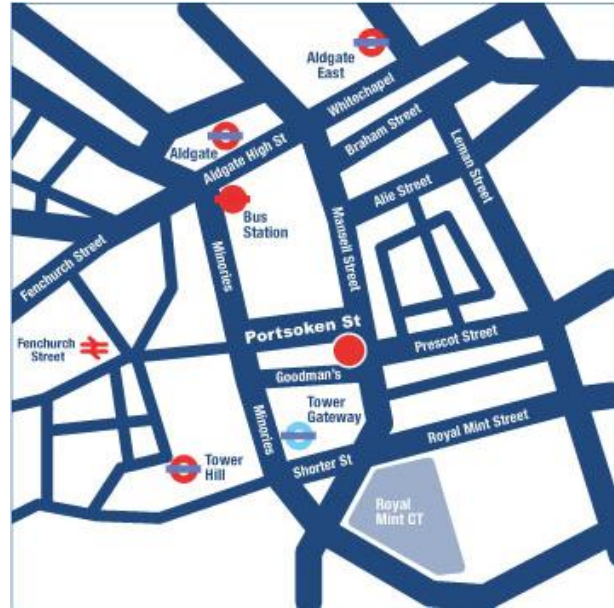 Aldgate
East
Whitechapel
Braham Street
Leman Street
Aldgate
Aldgate High St
Alie Street
Bus
Station
Mansell Street
Minories
Fenchurch Street
Portsoken St
Prescot Street
Fenchurch
Street
Goodman's
Tower
Gateway
Minories
Royal Mint Street
Tower
Hill
Shorter St
Royal
Mint CT